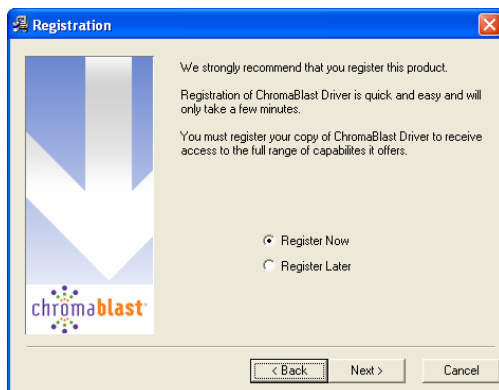 Registration
We strongly recommend that you register this product.
Registration of ChromaBlast Driver is quick and easy and will
only take a few minutes.
You must register your copy of ChromaBlast Driver to receive
access to the full range of capabilites it offers.
Register Now
Register Later
chromablast
< Back
Next >
Cancel